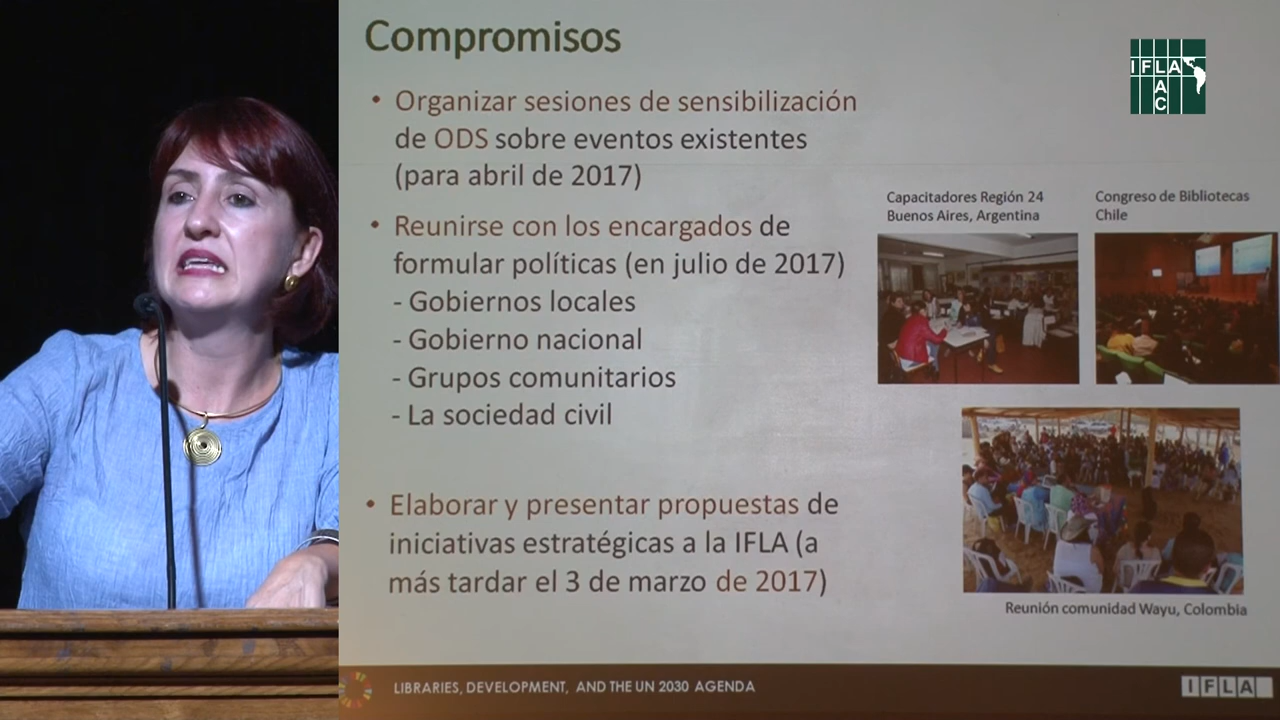 Compromisos
IFLA
LAC
• Organizar sesiones de sensibilización
de ODS sobre eventos existentes
(para abril de 2017)
• Reunirse con los encargados de
formular políticas (en julio de 2017)
- Gobiernos locales
- Gobierno nacional
- Grupos comunitarios
- La sociedad civil
• Elaborar y presentar propuestas de
iniciativas estratégicas a la IFLA (a
más tardar el 3 de marzo de 2017)
Capacitadores Región 24
Buenos Aires, Argentina
Congreso de Bibliotecas
Chile
Reunión comunidad Wayu, Colombia
LIBRARIES, DEVELOPMENT, AND THE UN 2030 AGENDA
IFLA